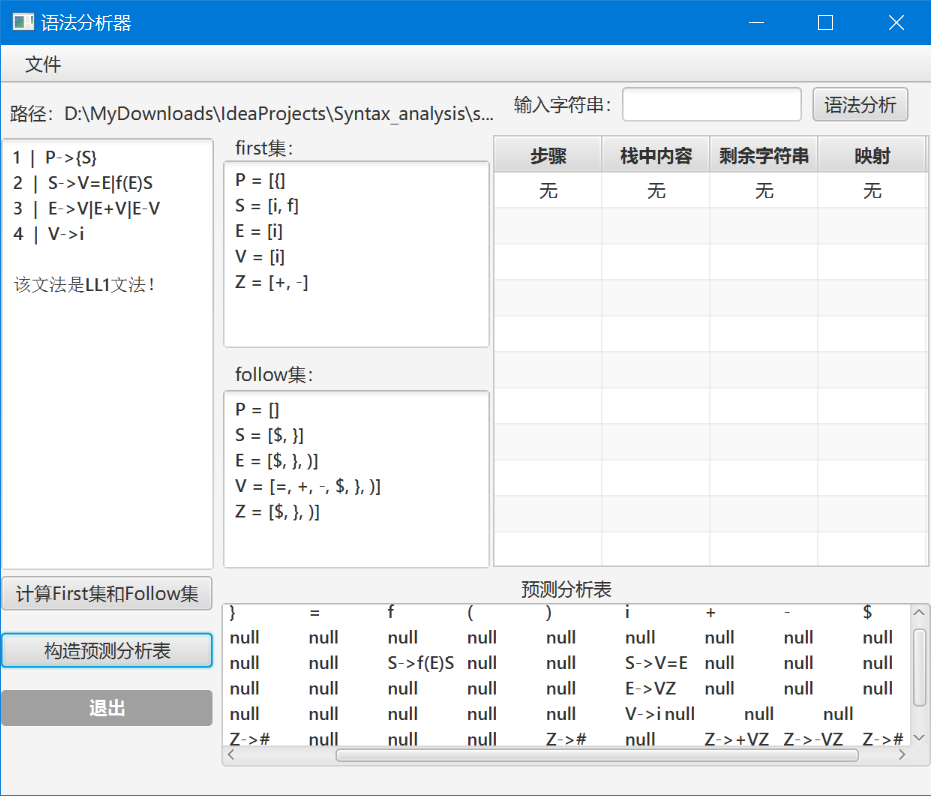 语法分析器
文件
路径： D:\MyDownloads\IdeaProjects\Syntax_analysis\s...
输入字符串：
语法分析
1 | P->{S}
2 | S->V=E|f(E)S
3 | E->V|E+V|E-V
4 | V->i
该文法是LL1文法！
first集：
P = [{]
S = [i, f]
E = [i]
V = [i]
Z = [+, -]
follow集：
P = []
S = [$, }]
E = [$, }, )]
V = [=, +, -, $, }, )]
Z = [$, }, )]
步骤 栈中内容 剩余字符串 映射
无 无 无 无
计算First集和Follow集
构造预测分析表
退出
预测分析表
} = f ( ) i + - $
null null null null null null null null null
null null S->f(E)S null null S->V=E null null null
null null null null null E->VZ null null null
null null null null null V->i null null null
Z-># null null null Z-># null Z->+VZ Z->-VZ Z->#